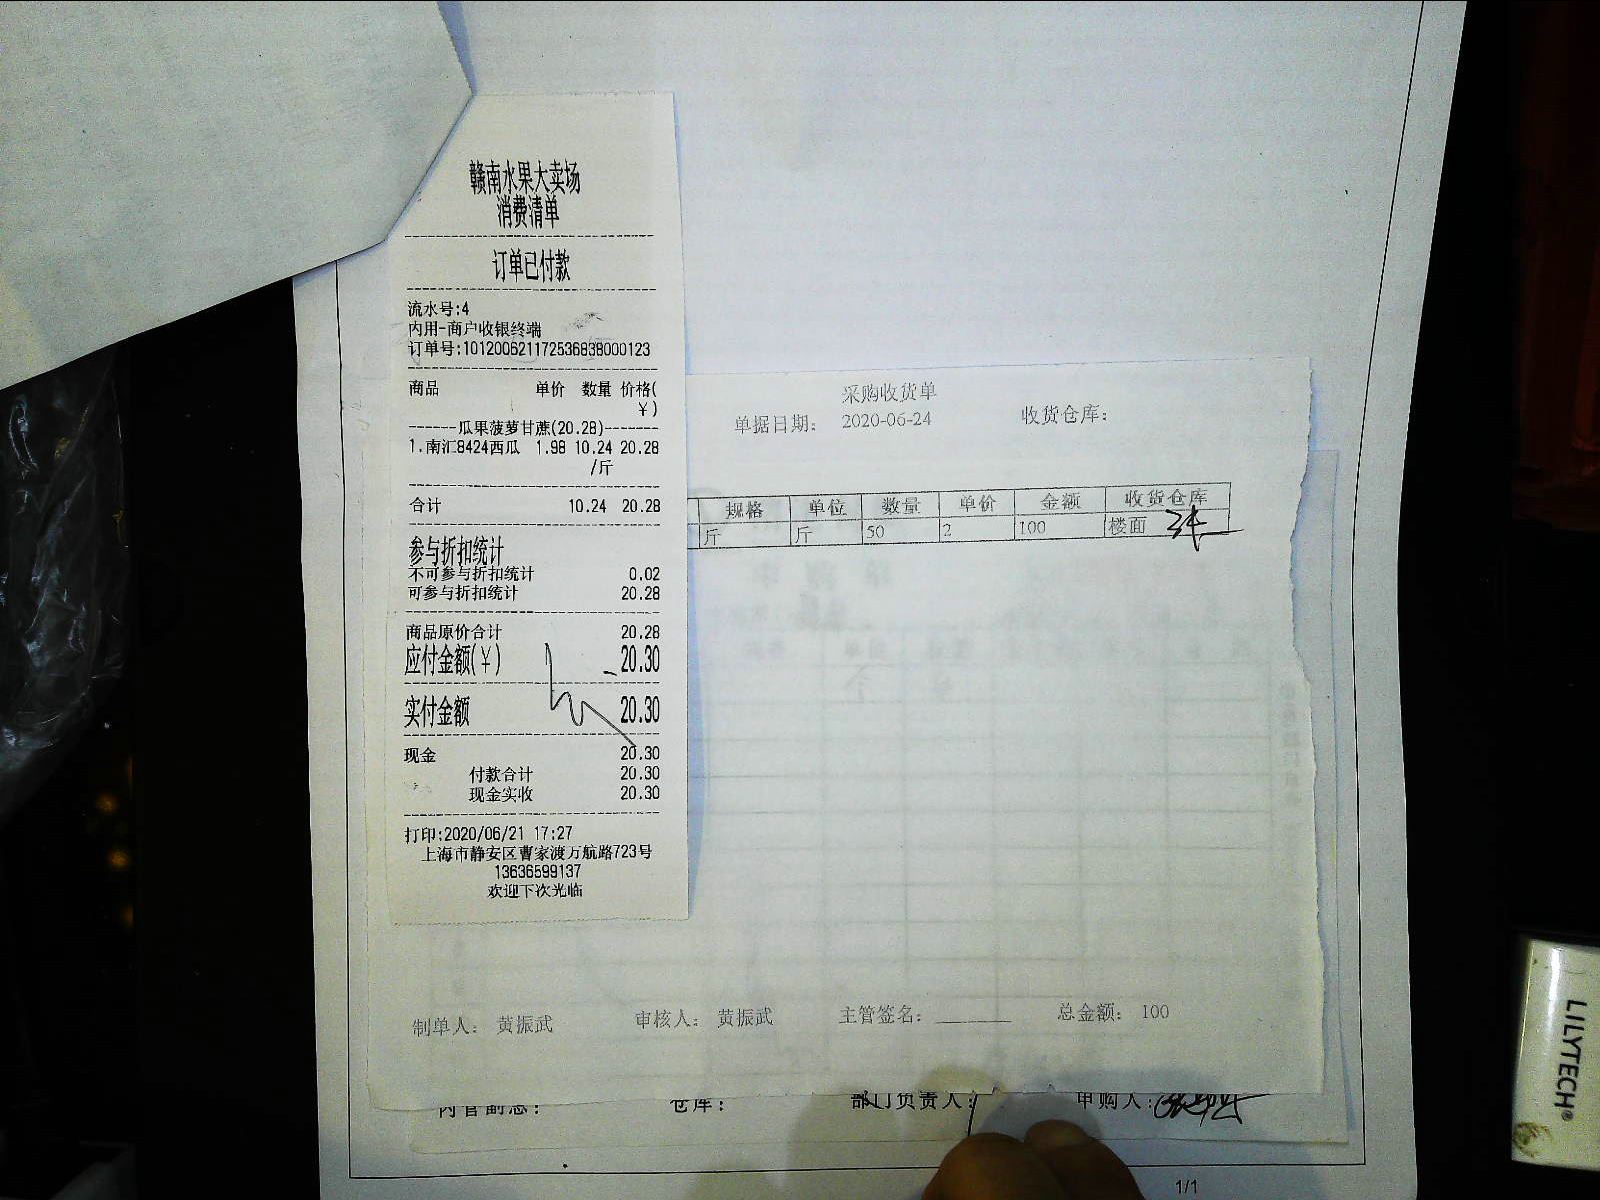 赣南水果大卖场
消费清单
订单已付款
流水号:4
内用-商户收银终端
订单号:101200621172536838000123
商品 单价 数量 价格(
￥)
------瓜果菠萝甘蔗(20.28)-------
1.南汇8424西瓜 1.98 10.24 20.28
/斤
合计 10.24 20.28
参与折扣统计
不可参与折扣统计 0.02
可参与折扣统计 20.28
商品原价合计 20.28
应付金额(￥) 20.30
实付金额 20.30
现金 20.30
付款合计 20.30
现金实收 20.30
打印:2020/06/21 17:27
上海市静安区曹家渡万航路723号
13636599137
欢迎下次光临
采购收货单
单据日期: 2020-06-24 收货仓库:
规格 单位 数量 单价 金额 收货仓库
斤 斤 50 2 100 楼面
制单人: 黄振武 审核人: 黄振武 主管签名: 总金额: 100
仓库: 部门负责人: 申购人:
1/1
LILYTECH®